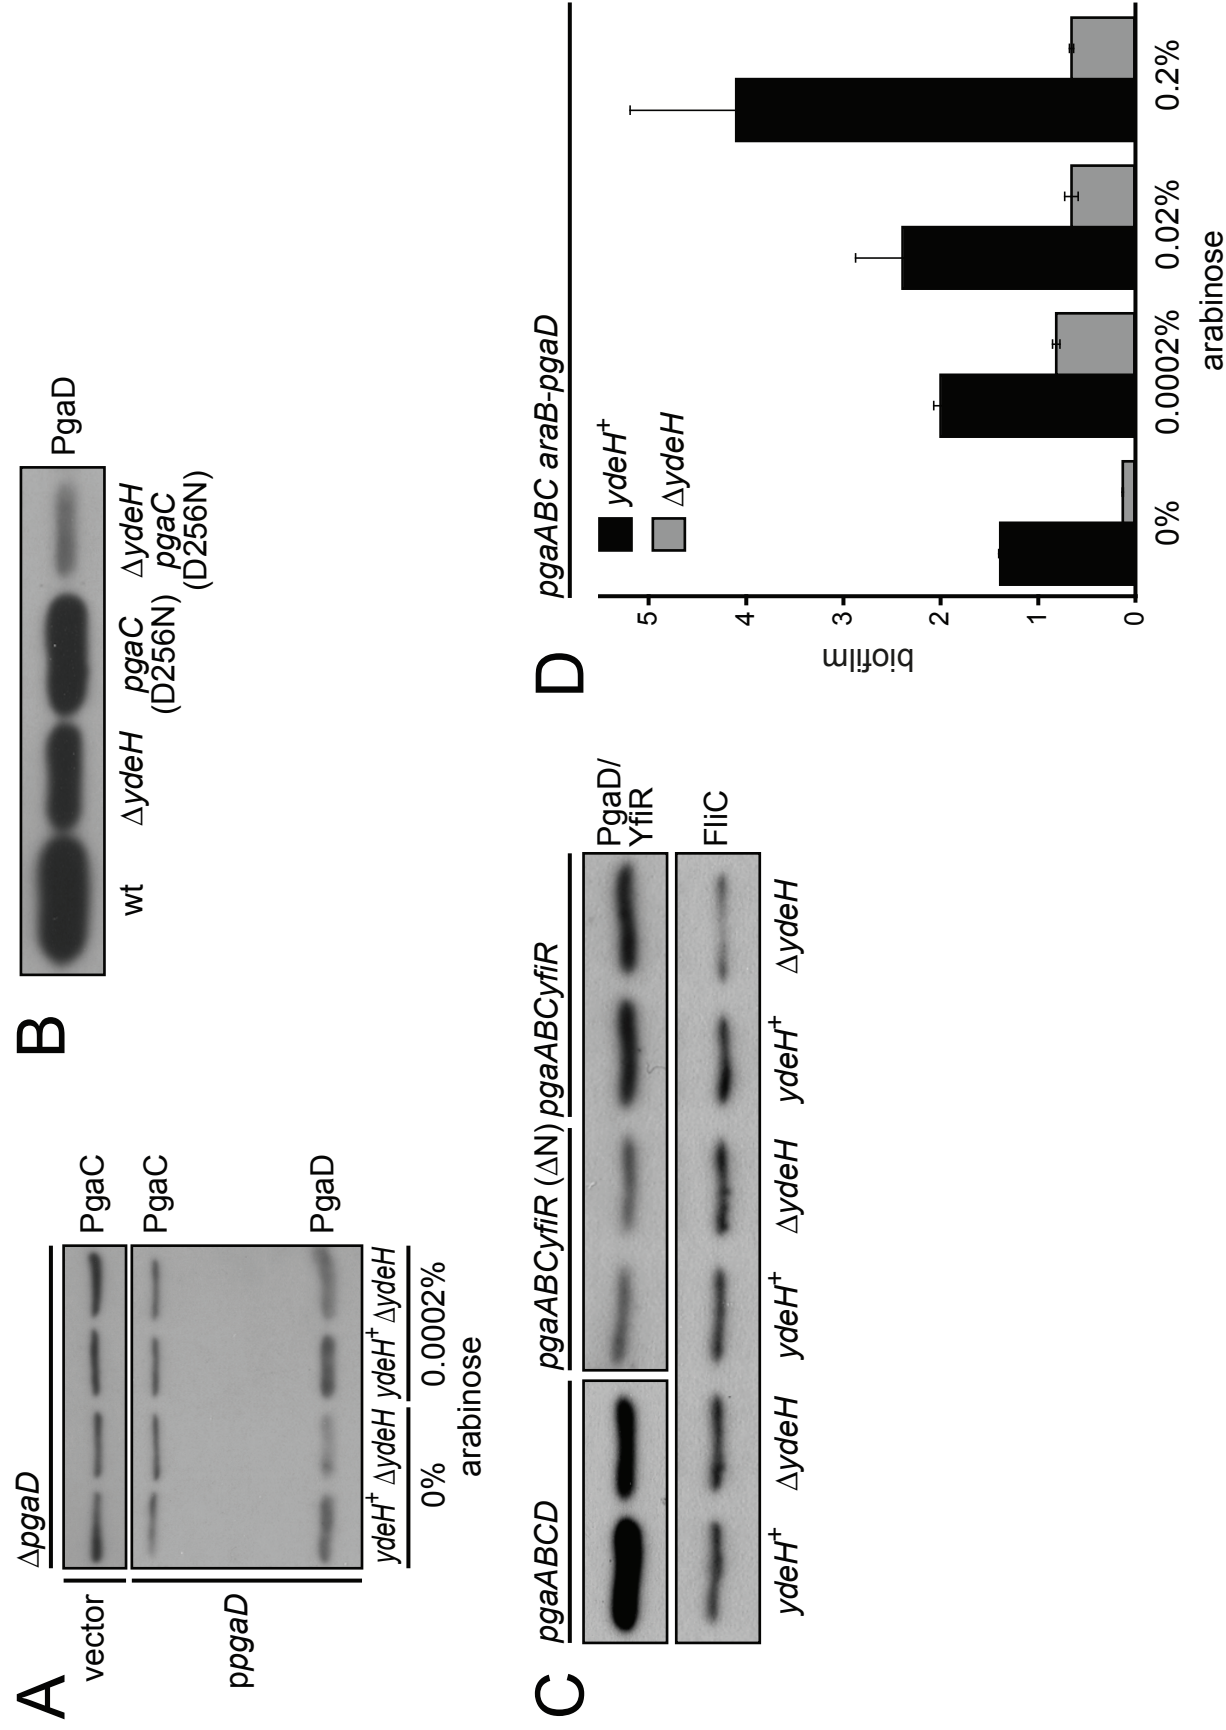 A
ΔpgaD
vector
PgaC
ppgaD
PgaC
PgaD
ydeH+ ΔydeH ydeH+ ΔydeH
0% 0.0002%
arabinose
B
PgaD
wt ΔydeH pgaC ΔydeH
(D256N) pgaC
(D256N)
C
pgaABCD pgaABCyfiR (ΔN) pgaABCyfiR
PgaD/
YfiR
FliC
ydeH+ ΔydeH ydeH+ ΔydeH ydeH+ ΔydeH
D
pgaABC araB-pgaD
ydeH+
ΔydeH
biofilm
5
4
3
2
1
0
0% 0.0002% 0.02% 0.2%
arabinose